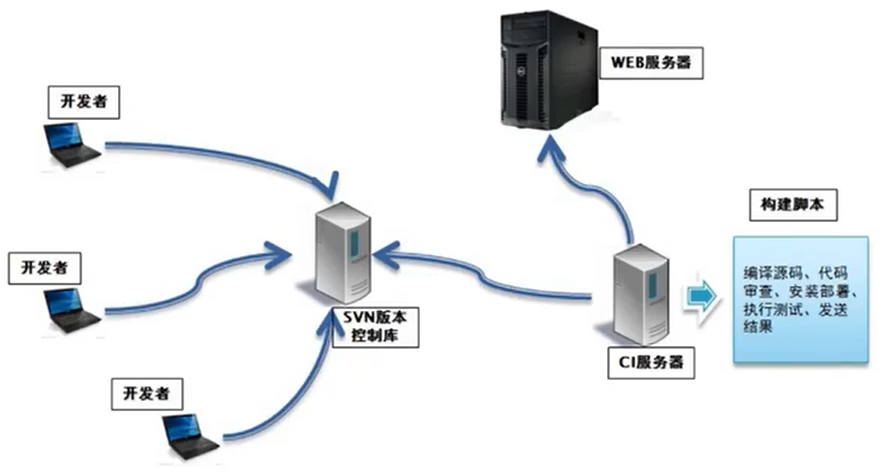 WEB服务器
开发者
构建脚本
开发者
编译源码、代码
审查、安装部署、
执行测试、发送
结果
SVN版本
控制库
CI服务器
开发者